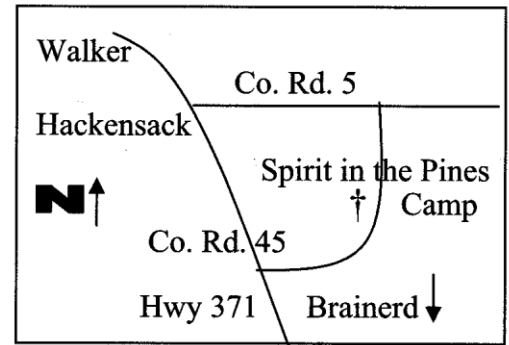 Walker
Co. Rd. 5
Hackensack
Spirit in the Pines
N † Camp
Co. Rd. 45
Hwy 371 Brainerd